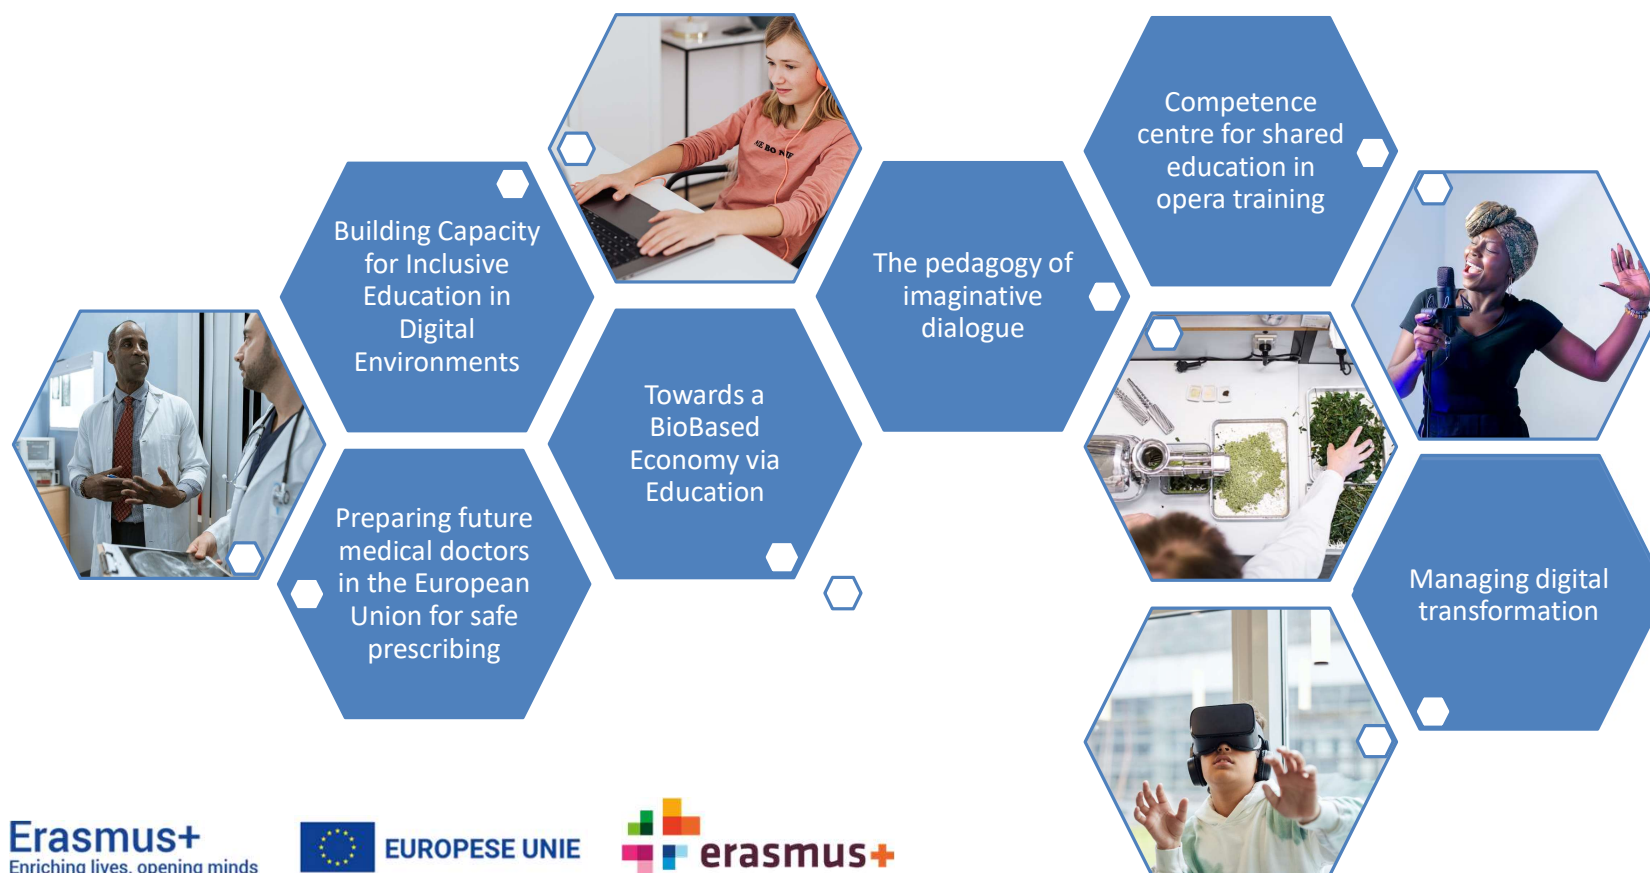 Building Capacity
for Inclusive
Education in
Digital
Environments
Preparing future
medical doctors
in the European
Union for safe
prescribing
Towards a
BioBased
Economy via
Education
The pedagogy of
imaginative
dialogue
Competence
centre for shared
education in
opera training
Managing digital
transformation
Erasmus+
Enriching lives, opening minds
EUROPESE UNIE
erasmus+